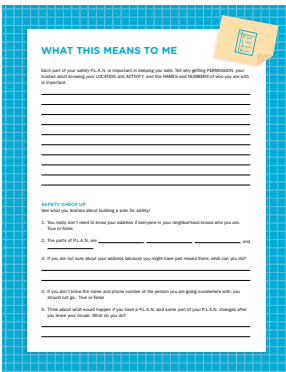 WHAT THIS MEANS TO ME
Each part of your safety P.L.A.N. is important in keeping you safe. Tell why getting PERMISSION, your
trusted adult knowing your LOCATION and ACTIVITY, and the NAMES and NUMBERS of who you are with
is important.
SAFETY CHECK UP
See what you learned about building a plan for safety!
1. You really don't need to know your address if everyone in your neighborhood knows who you are.
True or False
2. The parts of P.L.A.N. are ____________ ____________ ____________ and
____________
3. If you are not sure about your address because you might have just moved there, what can you do?
4. If you don't know the name and phone number of the person you are going somewhere with, you
should not go. True or False
5. Think about what would happen if you have a P.L.A.N. and some part of your P.L.A.N. changes after
you leave your house. What do you do?